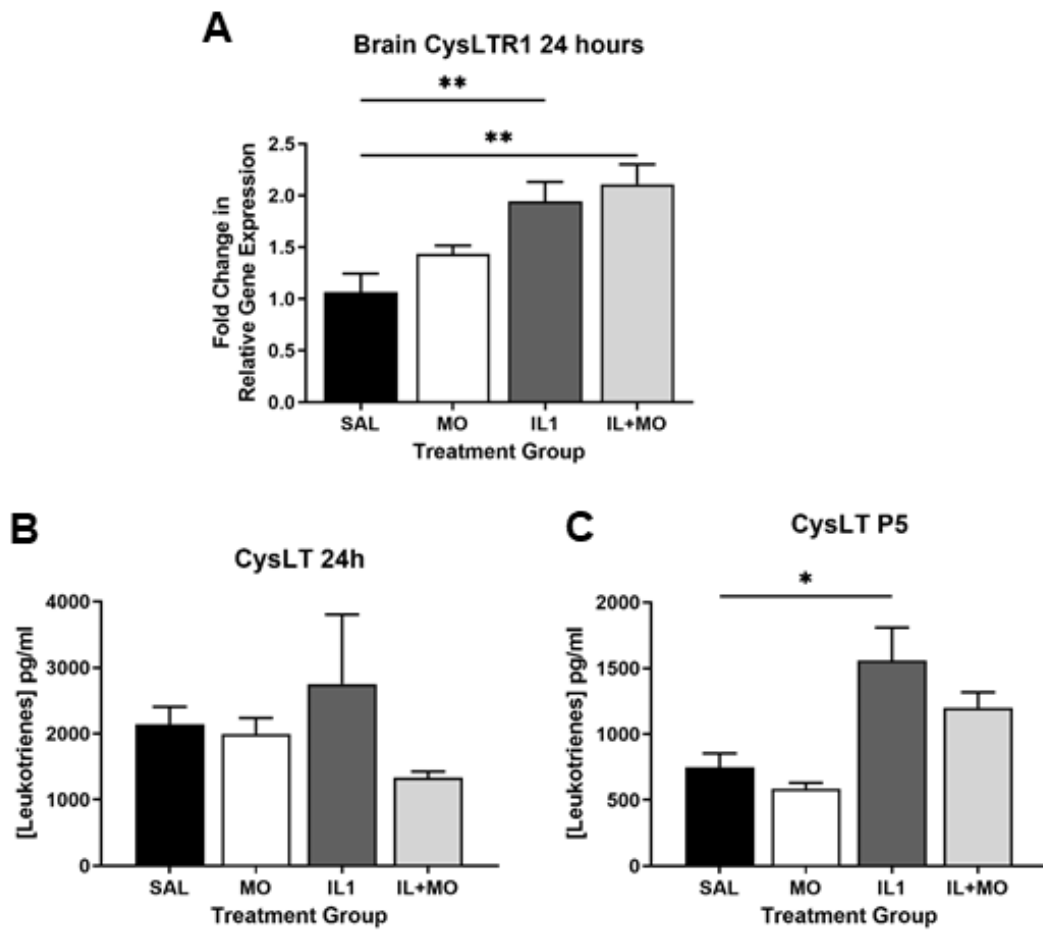 A
Brain CysLTR1 24 hours
**
**
Fold Change in
Relative Gene Expression
2.5
2.0
1.5
1.0
0.5
0.0
SAL MO IL1 IL+MO
Treatment Group
B
CysLT 24h
[Leukotrienes] pg/ml
4000
3000
2000
1000
0
SAL MO IL1 IL+MO
Treatment Group
C
CysLT P5
*
[Leukotrienes] pg/ml
2000
1500
1000
500
0
SAL MO IL1 IL+MO
Treatment Group